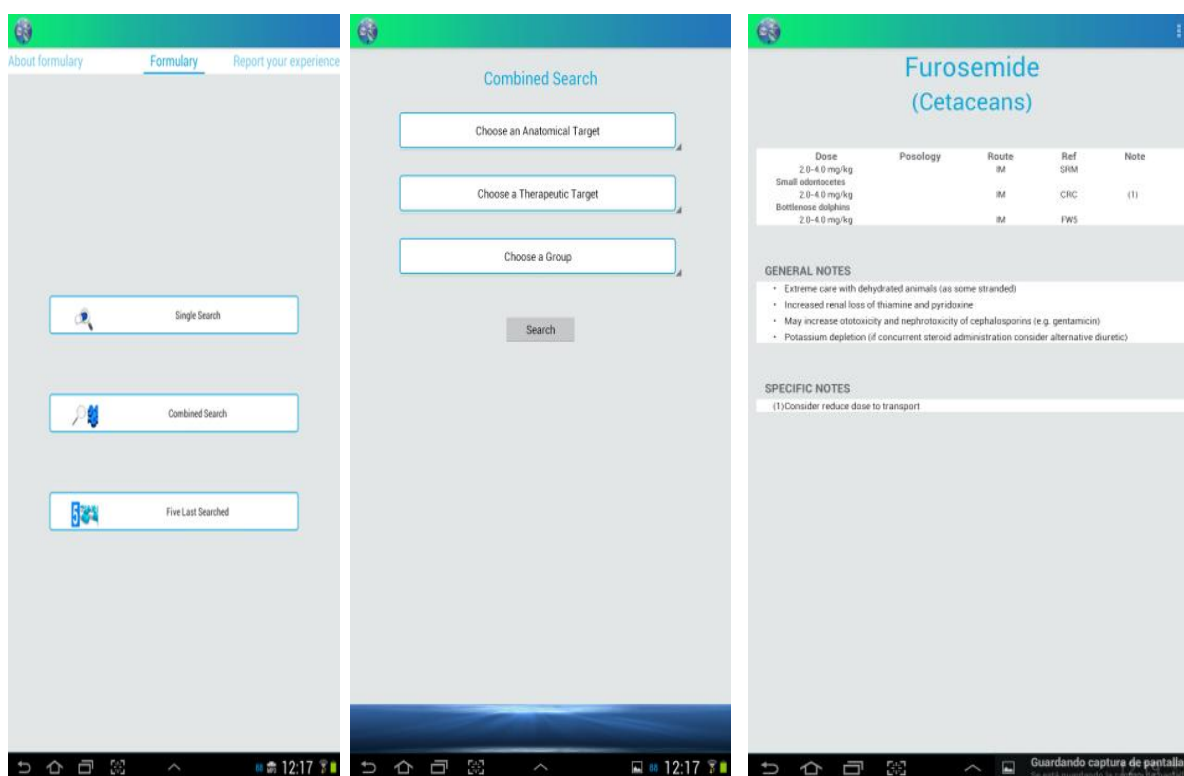 About formulary Formulary Report your experience
Single Search
Combined Search
Five Last Searched
12:17
Combined Search
Choose an Anatomical Target
Choose a Therapeutic Target
Choose a Group
Search
12:17
Furosemide
(Cetaceans)
Dose Posology Route Ref Note
2.0-4.0 mg/kg IM SRM
Small odontocetes
2.0-4.0 mg/kg IM CRC (1)
Bottlenose dolphins
2.0-4.0 mg/kg IM FW5
GENERAL NOTES
• Extreme care with dehydrated animals (as some stranded)
• Increased renal loss of thiamine and pyridoxine
• May increase ototoxicity and nephrotoxicity of cephalosporins (e.g. gentamicin)
• Potassium depletion (if concurrent steroid administration consider alternative diuretic)
SPECIFIC NOTES
(1)Consider reduce dose to transport
Guardando captura de pantalla